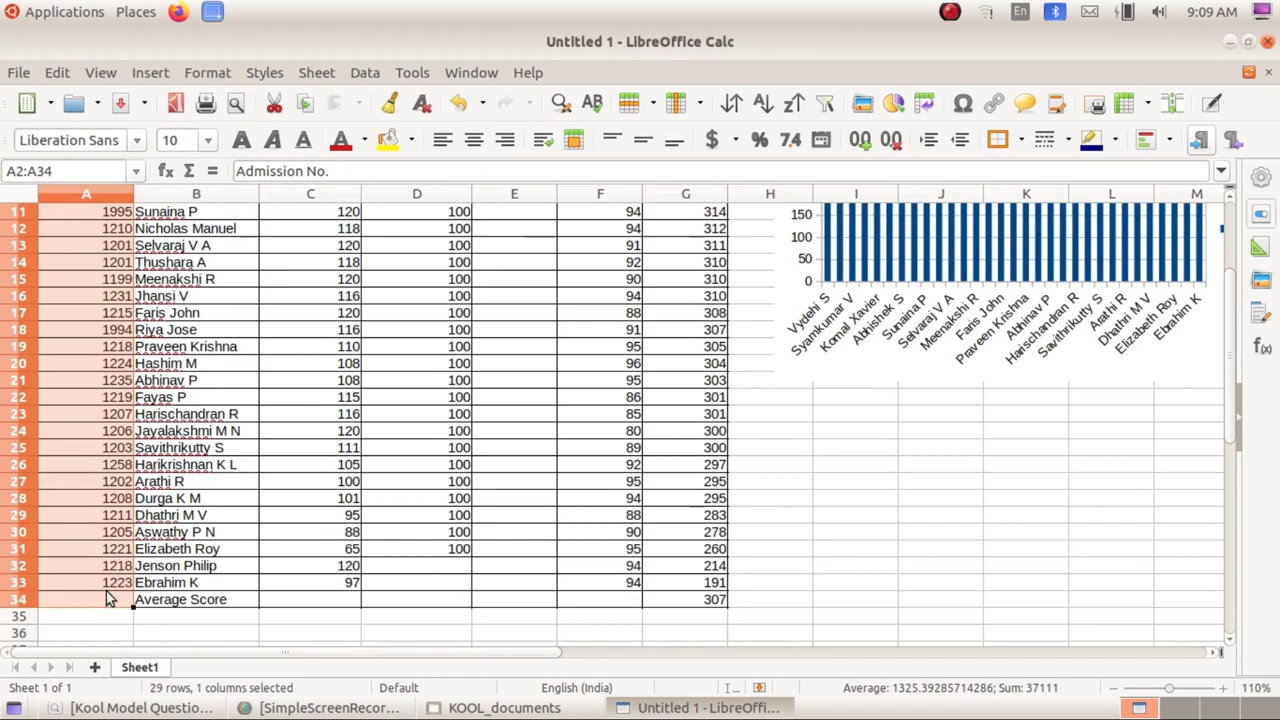 Applications Places En 9:09 AM
Untitled 1 - LibreOffice Calc
File Edit View Insert Format Styles Sheet Data Tools Window Help
Liberation Sans 10
A2:A34 Admission No.
A B C D E F G H I J K L M
11 1995 Sunaina P 120 100 94 314
12 1210 Nicholas Manuel 118 100 94 312
13 1201 Selvaraj V A 120 100 91 311
14 1201 Thushara A 118 100 92 310
15 1199 Meenakshi R 120 100 90 310
16 1231 Jhansi V 116 100 94 310
17 1215 Faris John 120 100 88 308
18 1994 Riya Jose 116 100 91 307
19 1218 Praveen Krishna 110 100 95 305
20 1224 Hashim M 108 100 96 304
21 1235 Abhinav P 108 100 95 303
22 1219 Fayas P 115 100 86 301
23 1207 Harischandran R 116 100 85 301
24 1206 Jayalakshmi M N 120 100 80 300
25 1203 Savithrikutty S 111 100 89 300
26 1258 Harikrishnan K L 105 100 92 297
27 1202 Arathi R 100 100 95 295
28 1208 Durga K M 101 100 94 295
29 1211 Dhathri M V 95 100 88 283
30 1205 Aswathy P N 88 100 90 278
31 1221 Elizabeth Roy 65 100 95 260
32 1218 Jenson Philip 120 94 214
33 1223 Ebrahim K 97 94 191
34 Average Score 307
35
36
150
100
50
0
Vydehi S
Syamkumar V
Komal Xavier
Abhishek S
Sunaina P
Selvaraj V A
Meenakshi R
Faris John
Praveen Krishna
Abhinav P
Harischandran R
Savithrikutty S
Arathi R
Dhathri M V
Elizabeth Roy
Ebrahim K
Sheet1
Sheet 1 of 1 29 rows, 1 columns selected Default English (India) Average: 1325.39285714286; Sum: 37111 110%
[Kool Model Questio... [SimpleScreenRecor... KOOL_documents Untitled 1 - LibreOffi...